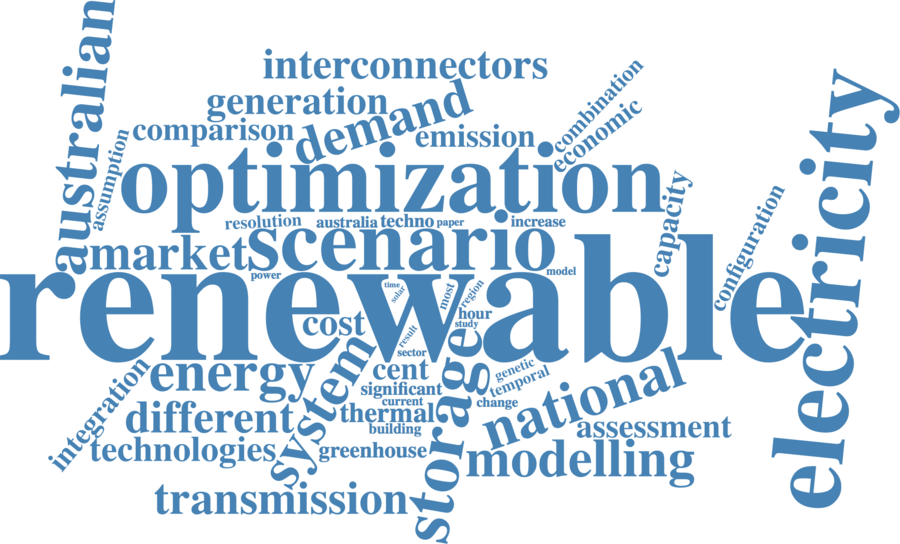 australian
interconnectors
generation
demand
combination
comparison
emission
economic
assumption
optimization
electricity
resolution
australia
techno
paper
increase
capacity
configuration
market
scenario
power
model
renewable
time
solar
most
region
cost
hour
study
result
sector
energy
system
cent
genetic
temporal
storage
significant
current
change
national
integration
different
thermal
building
assessment
technologies
greenhouse
modelling
transmission